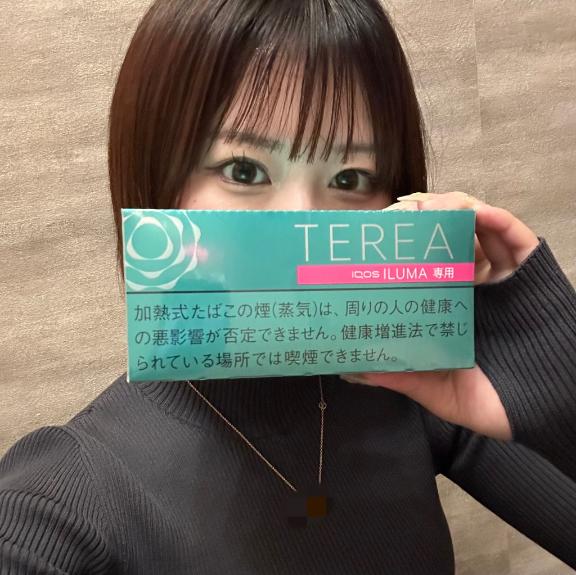 TEREA
IQOS ILUMA 専用
加熱式たばこの煙(蒸気)は、周りの人の健康へ
の悪影響が否定できません。健康増進法で禁じ
られている場所では喫煙できません。